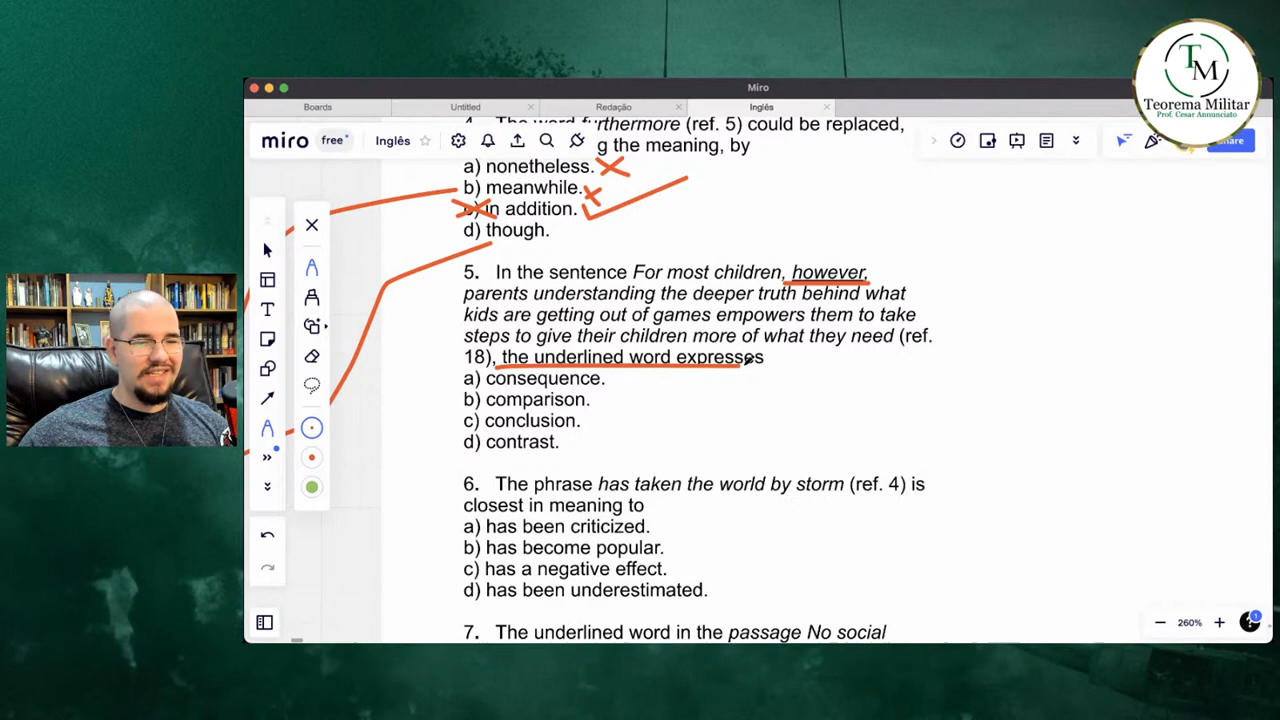 TM
Teorema Militar
Prof. Cesar Annunciato
Miro
Boards
Untitled
Redação
Inglês
miro
free
Inglês
Share
4. The word furthermore (ref. 5) could be replaced,
g the meaning, by
a) nonetheless.
b) meanwhile.
c) in addition.
d) though.
5. In the sentence For most children, however,
parents understanding the deeper truth behind what
kids are getting out of games empowers them to take
steps to give their children more of what they need (ref.
18), the underlined word expresses
a) consequence.
b) comparison.
c) conclusion.
d) contrast.
6. The phrase has taken the world by storm (ref. 4) is
closest in meaning to
a) has been criticized.
b) has become popular.
c) has a negative effect.
d) has been underestimated.
7. The underlined word in the passage No social
260%
?
1